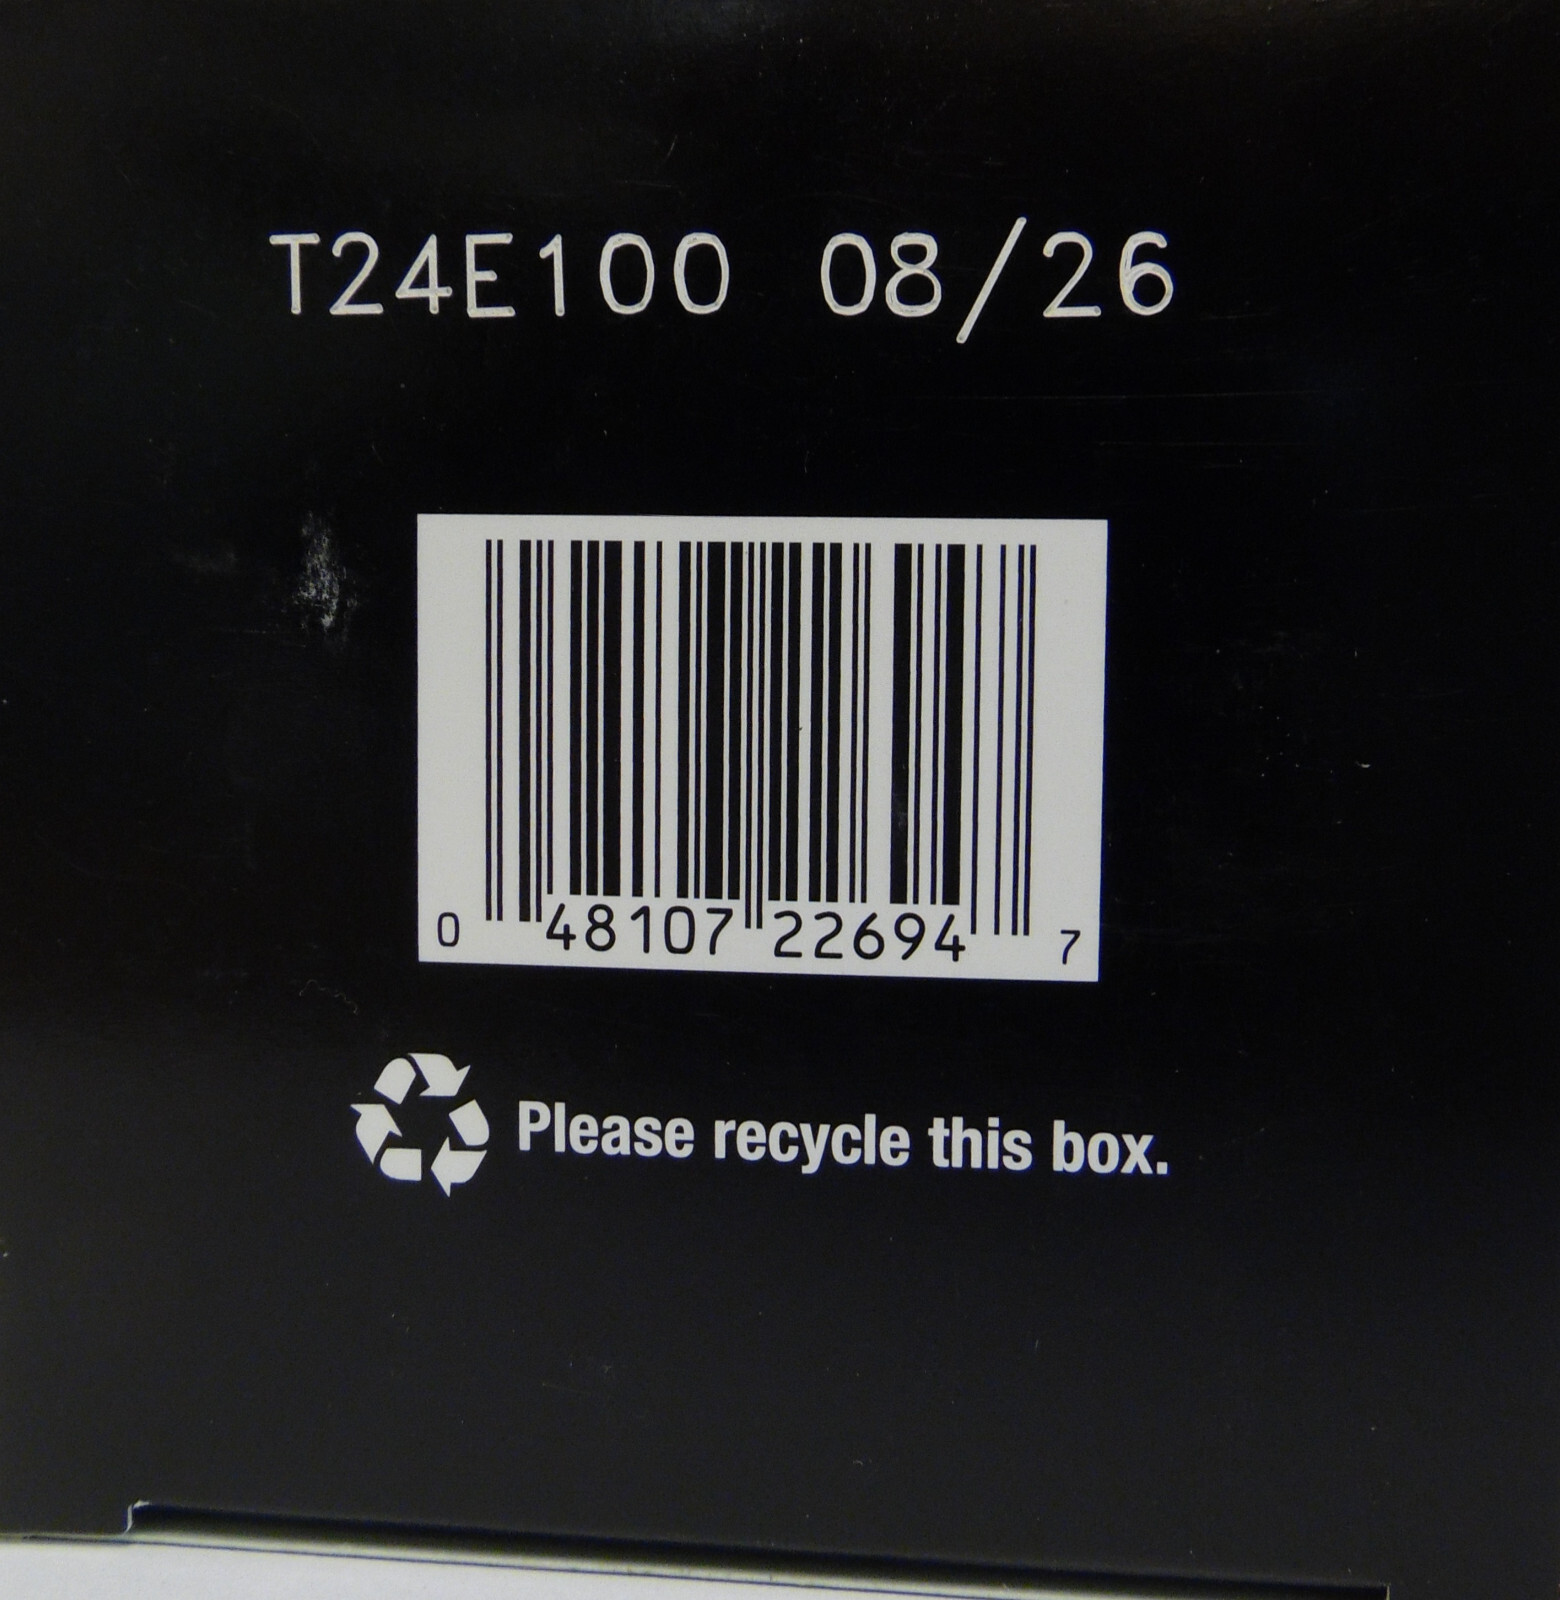 T24E100 08/26
0 48107 22694 7
Please recycle this box.